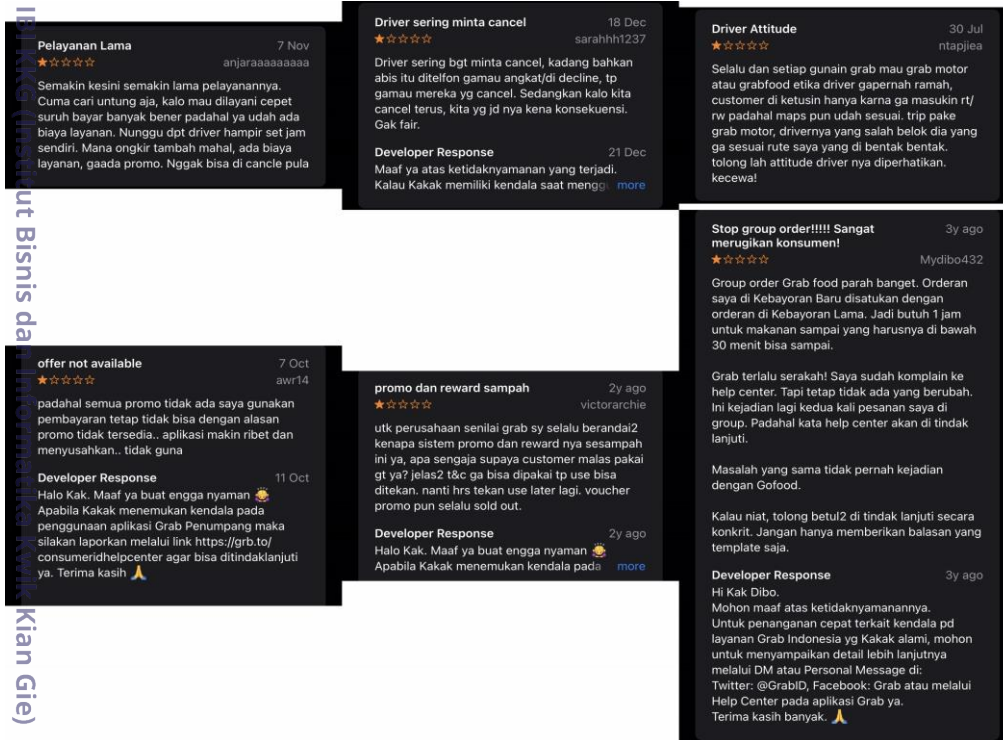 Pelayanan Lama 7 Nov
★☆☆☆☆ anjaraaaaaaaaa
Semakin kesini semakin lama pelayanannya.
Cuma cari untung aja, kalo mau dilayani cepet
suruh bayar banyak bener padahal ya udah ada
biaya layanan. Nunggu dpt driver hampir set jam
sendiri. Mana ongkir tambah mahal, ada biaya
layanan, gaada promo. Nggak bisa di cancle pula
Driver sering minta cancel 18 Dec
★☆☆☆☆ sarahhh1237
Driver sering bgt minta cancel, kadang bahkan
abis itu ditelfon gamau angkat/di decline, tp
gamau mereka yg cancel. Sedangkan kalo kita
cancel terus, kita yg jd nya kena konsekuensi.
Gak fair.
Developer Response 21 Dec
Maaf ya atas ketidaknyamanan yang terjadi.
Kalau Kakak memiliki kendala saat mengg more
Driver Attitude 30 Jul
★☆☆☆☆ ntapjiea
Selalu dan setiap gunain grab mau grab motor
atau grabfood etika driver gapernah ramah,
customer di ketusin hanya karna ga masukin rt/
rw padahal maps pun udah sesuai. trip pake
grab motor, drivernya yang salah belok dia yang
ga sesuai rute saya yang di bentak bentak.
tolong lah attitude driver nya diperhatikan.
kecewa!
offer not available 7 Oct
★☆☆☆☆ awr14
padahal semua promo tidak ada saya gunakan
pembayaran tetap tidak bisa dengan alasan
promo tidak tersedia.. aplikasi makin ribet dan
menyusahkan.. tidak guna
Developer Response 11 Oct
Halo Kak. Maaf ya buat engga nyaman 🙇
Apabila Kakak menemukan kendala pada
penggunaan aplikasi Grab Penumpang maka
silakan laporkan melalui link https://grb.to/
consumeridhelpcenter agar bisa ditindaklanjuti
ya. Terima kasih 🙏
promo dan reward sampah 2y ago
★☆☆☆☆ victorarchie
utk perusahaan senilai grab sy selalu berandai2
kenapa sistem promo dan reward nya sesampah
ini ya, apa sengaja supaya customer malas pakai
gt ya? jelas2 t&c ga bisa dipakai tp use bisa
ditekan. nanti hrs tekan use later lagi. voucher
promo pun selalu sold out.
Developer Response 2y ago
Halo Kak. Maaf ya buat engga nyaman 🙇
Apabila Kakak menemukan kendala pada more
Stop group order!!!!! Sangat 3y ago
merugikan konsumen!
★☆☆☆☆ Mydibo432
Group order Grab food parah banget. Orderan
saya di Kebayoran Baru disatukan dengan
orderan di Kebayoran Lama. Jadi butuh 1 jam
untuk makanan sampai yang harusnya di bawah
30 menit bisa sampai.
Grab terlalu serakah! Saya sudah komplain ke
help center. Tapi tetap tidak ada yang berubah.
Ini kejadian lagi kedua kali pesanan saya di
group. Padahal kata help center akan di tindak
lanjuti.
Masalah yang sama tidak pernah kejadian
dengan Gofood.
Kalau niat, tolong betul2 di tindak lanjuti secara
konkrit. Jangan hanya memberikan balasan yang
template saja.
Developer Response 3y ago
Hi Kak Dibo.
Mohon maaf atas ketidaknyamanannya.
Untuk penanganan cepat terkait kendala pd
layanan Grab Indonesia yg Kakak alami, mohon
untuk menyampaikan detail lebih lanjutnya
melalui DM atau Personal Message di:
Twitter: @GrabID, Facebook: Grab atau melalui
Help Center pada aplikasi Grab ya.
Terima kasih banyak. 🙏
IBI KKG (Institut Bisnis dan Informatika Kwik Kian Gie)